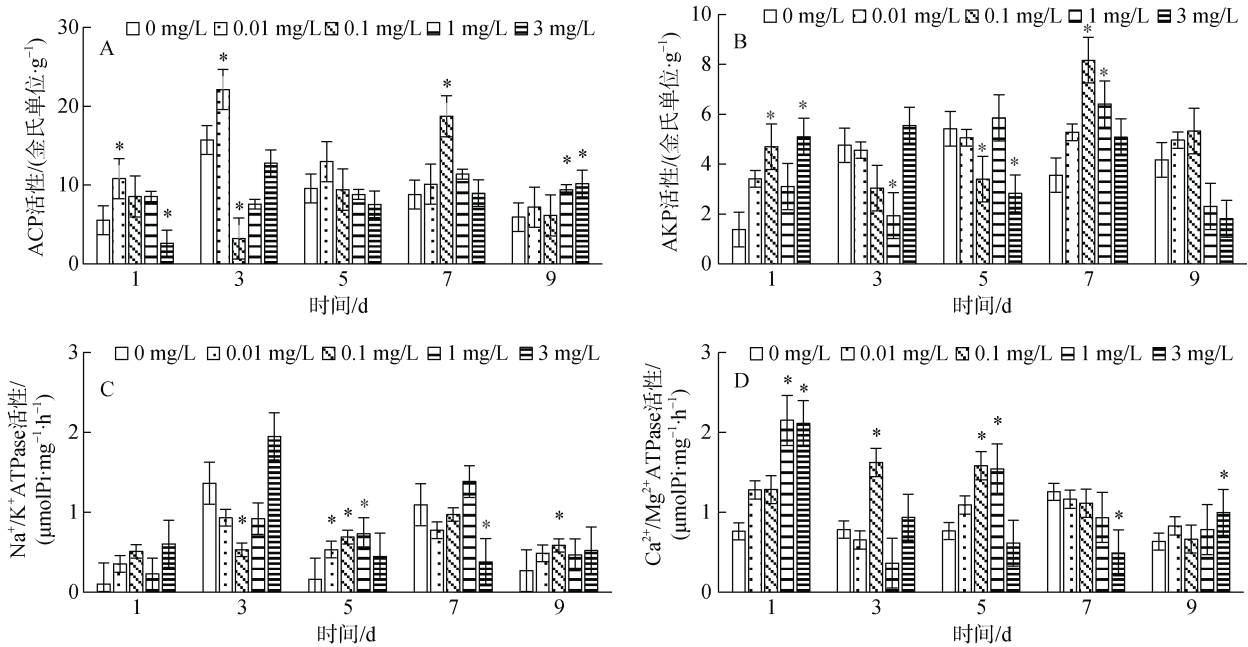 0 mg/L 0.01 mg/L 0.1 mg/L 1 mg/L 3 mg/L
A
ACP活性/(金氏单位·g⁻¹)
30
20
10
0
* * * * * * *
1 3 5 7 9
时间/d
0 mg/L 0.01 mg/L 0.1 mg/L 1 mg/L 3 mg/L
B
AKP活性/(金氏单位·g⁻¹)
10
8
6
4
2
0
* * * * * * *
1 3 5 7 9
时间/d
0 mg/L 0.01 mg/L 0.1 mg/L 1 mg/L 3 mg/L
C
Na⁺/K⁺ATPase活性/
(μmolPi·mg⁻¹·h⁻¹)
3
2
1
0
* * * * * *
1 3 5 7 9
时间/d
0 mg/L 0.01 mg/L 0.1 mg/L 1 mg/L 3 mg/L
D
Ca²⁺/Mg²⁺ATPase活性/
(μmolPi·mg⁻¹·h⁻¹)
3
2
1
0
* * * * * * *
1 3 5 7 9
时间/d